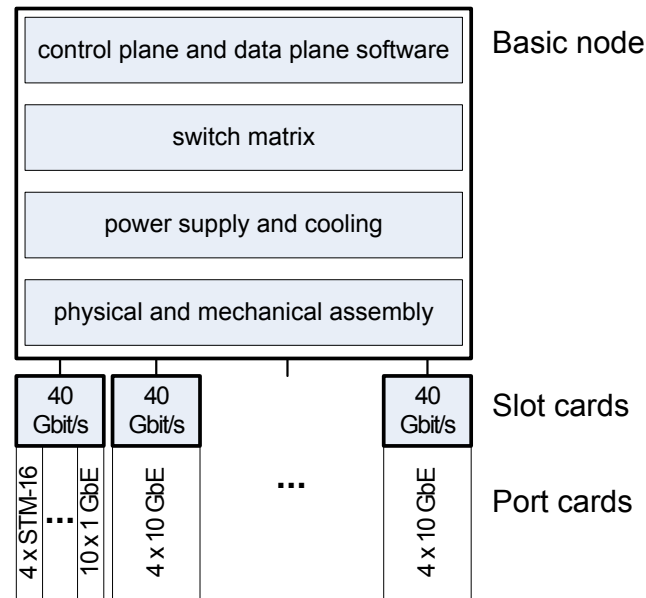 control plane and data plane software
Basic node
switch matrix
power supply and cooling
physical and mechanical assembly
40
Gbit/s
40
Gbit/s
40
Gbit/s
Slot cards
4 x STM-16
...
10 x 1 GbE
4 x 10 GbE
...
4 x 10 GbE
Port cards